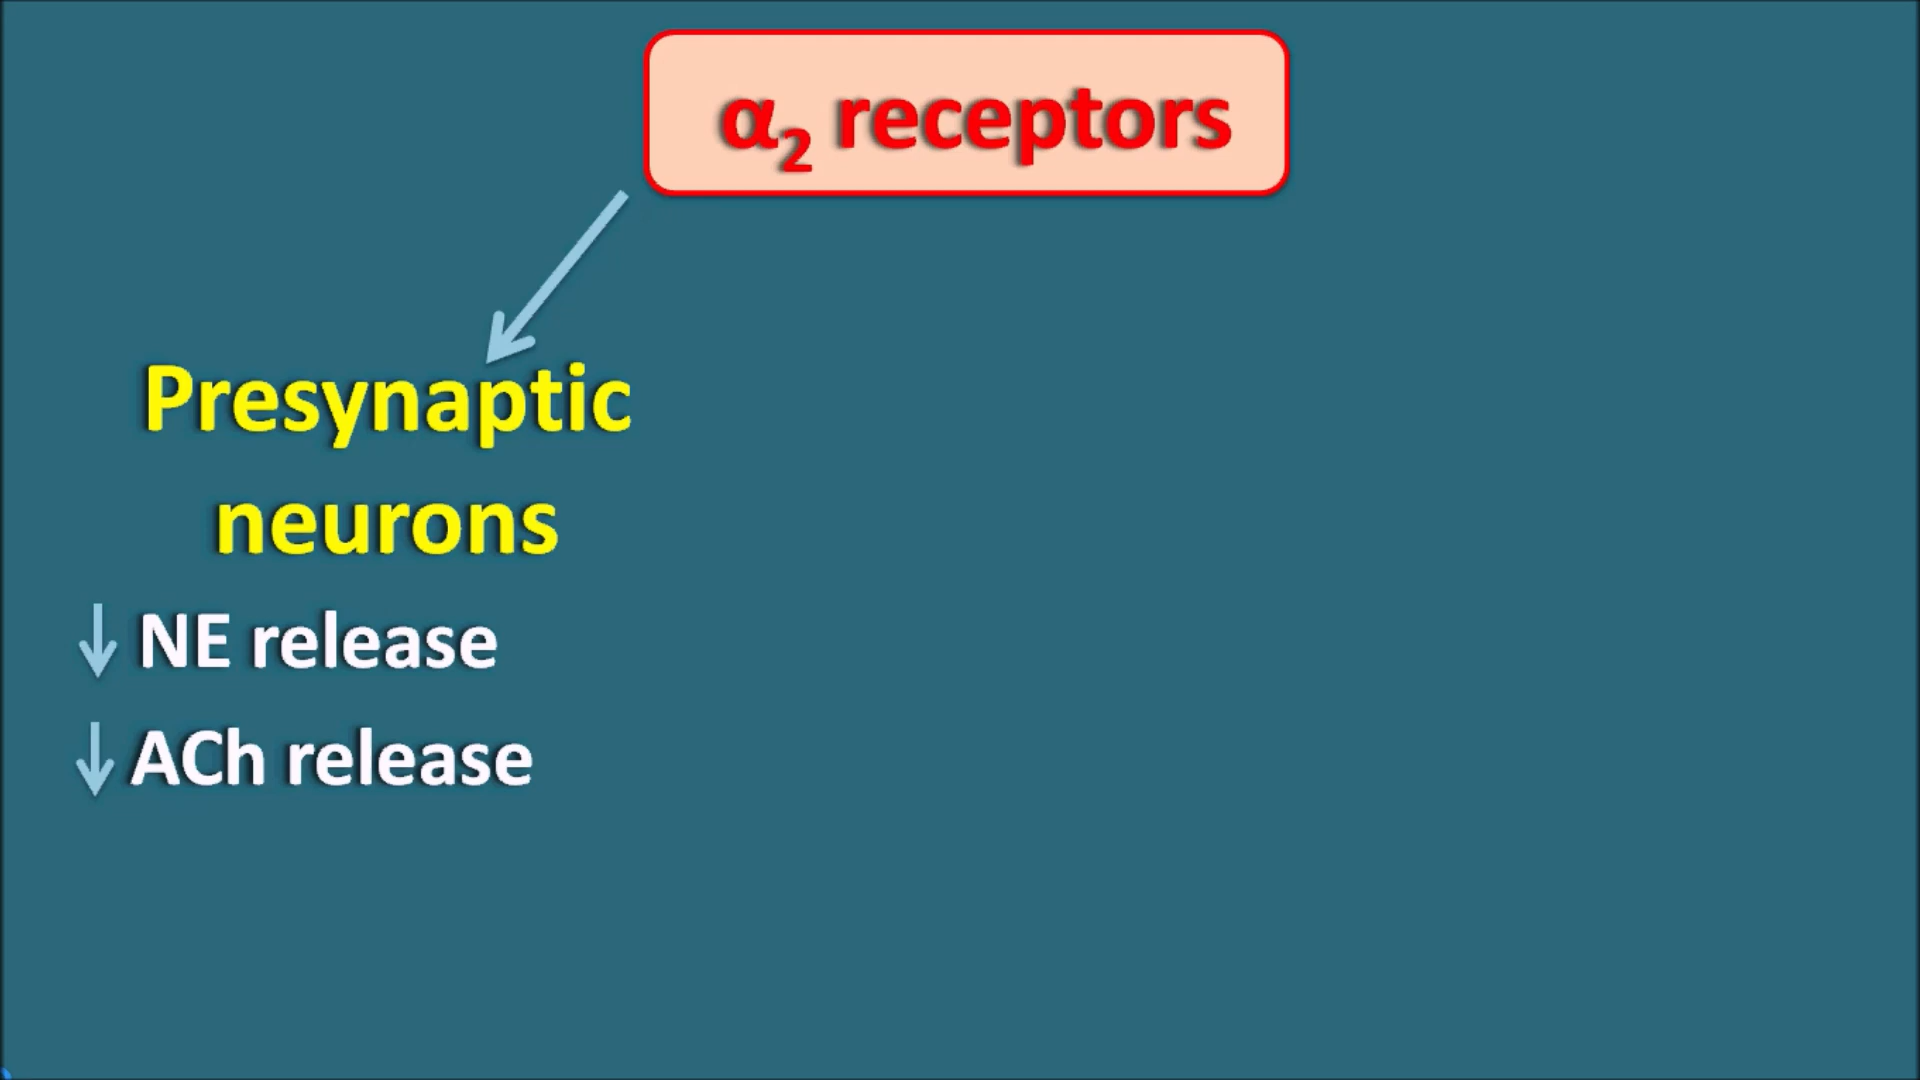 α₂ receptors
Presynaptic
neurons
↓ NE release
↓ ACh release